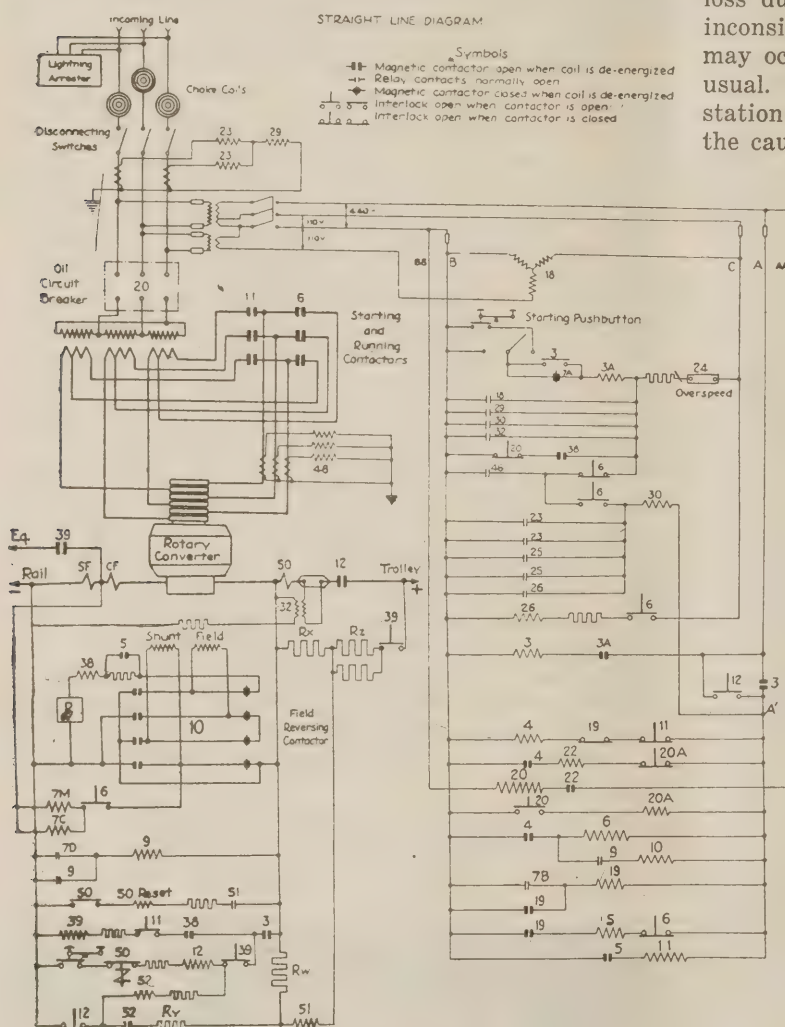 STRAIGHT LINE DIAGRAM
loss du
inconsi
may oc
usual.
station
the cau
Incoming Line
Lightning
Arrester
Symbols
Magnetic contactor open when coil is de-energized
Relay contacts normally open
Magnetic contactor closed when coil is de-energized
Interlock open when contactor is open
Interlock open when contactor is closed
Choke Coils
Disconnecting
Switches
23
29
23
440
110V
110V
BB
B
C
A
18
Oil
Circuit
Breaker
20
11
6
Starting
and
Running
Contactors
Starting Pushbutton
3
7A
3A
24
Overspeed
18
29
30
32
20
38
46
6
6
30
48
23
23
25
25
26
Rotary
Converter
Eq.
39
Rail
SF
CF
50
12
Trolley
32
39
Rx
Rz
26
6
3
3A
12
3
A'
5
Shunt
Field
38
10
Field
Reversing
Contactor
4
19
11
4
22
20A
20
22
20
20A
7M
6
7C
4
6
9
10
7D
9
9
7B
19
19
50
50 Reset
51
39
11
38
3
19
5
6
5
11
50
12
39
Rw
52
12
52
Ry
51